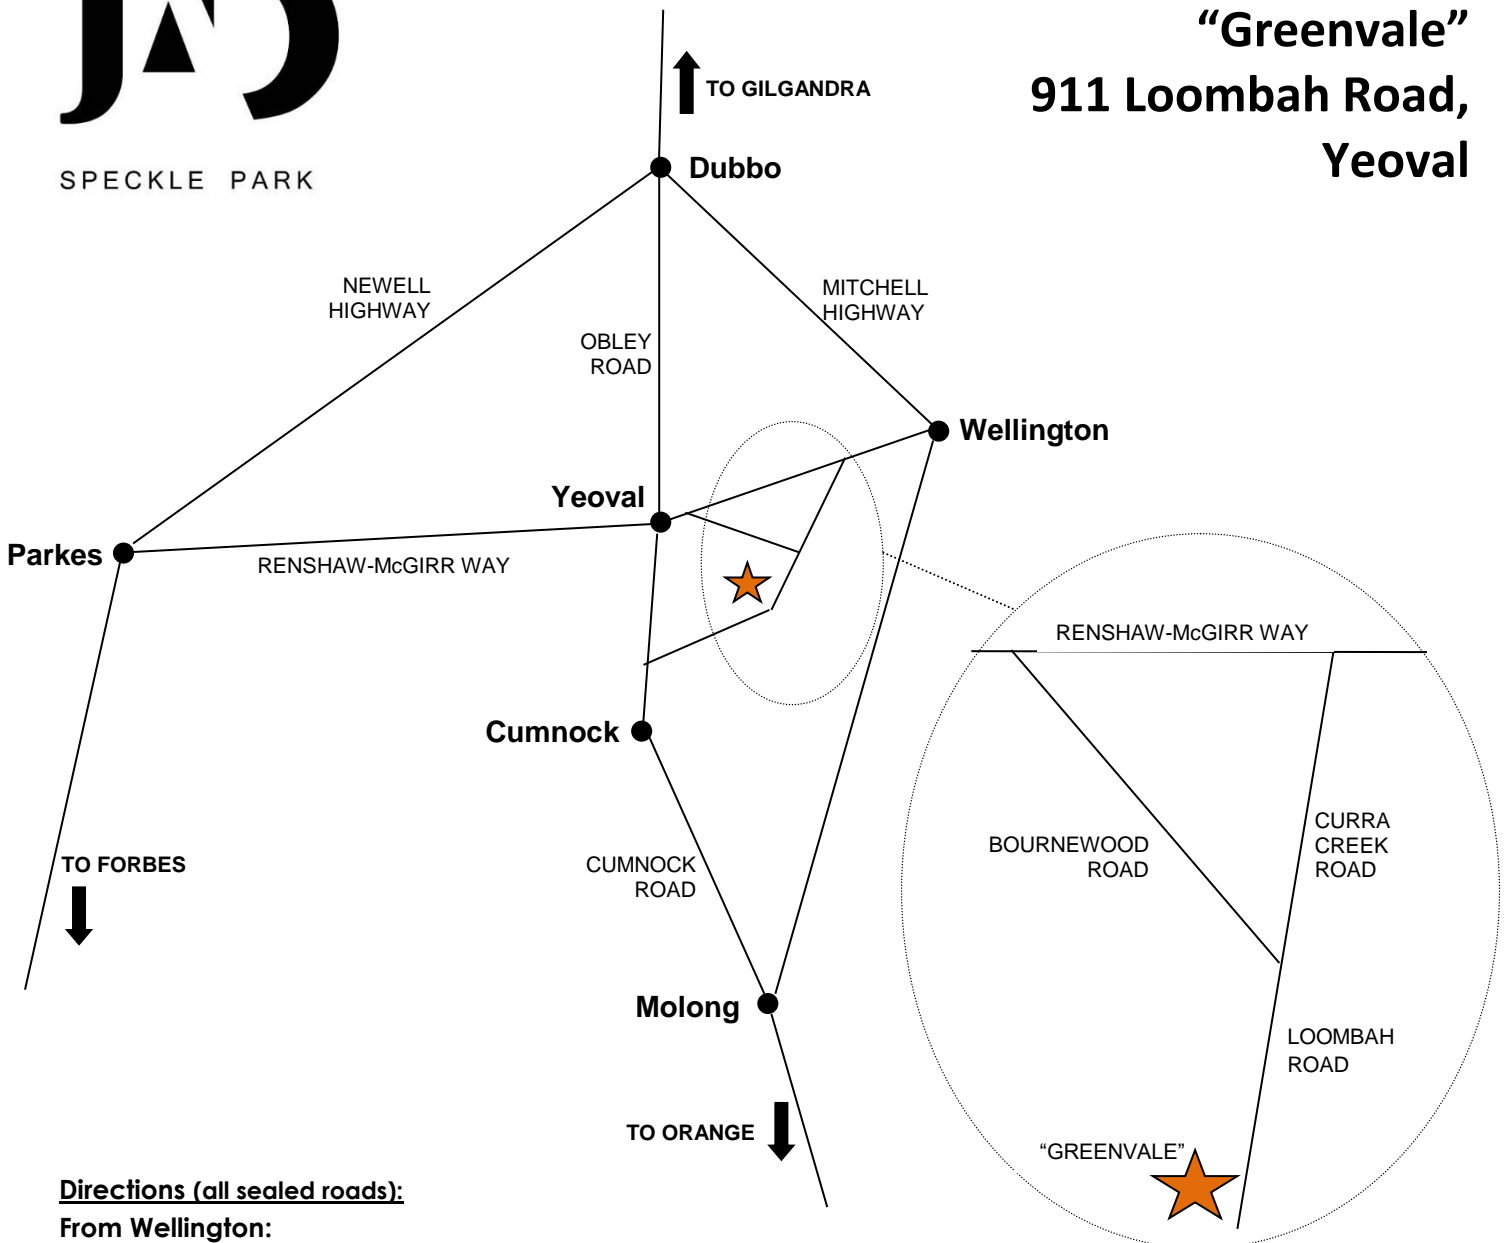 “Greenvale”
911 Loombah Road,
Yeoval
SPECKLE PARK
TO GILGANDRA
Dubbo
NEWELL
HIGHWAY
MITCHELL
HIGHWAY
OBLEY
ROAD
Wellington
Yeoval
Parkes
RENSHAW-McGIRR WAY
RENSHAW-McGIRR WAY
Cumnock
CURRA
CREEK
ROAD
BOURNEWOOD
ROAD
TO FORBES
CUMNOCK
ROAD
Molong
LOOMBAH
ROAD
TO ORANGE
“GREENVALE”
Directions (all sealed roads):
From Wellington: